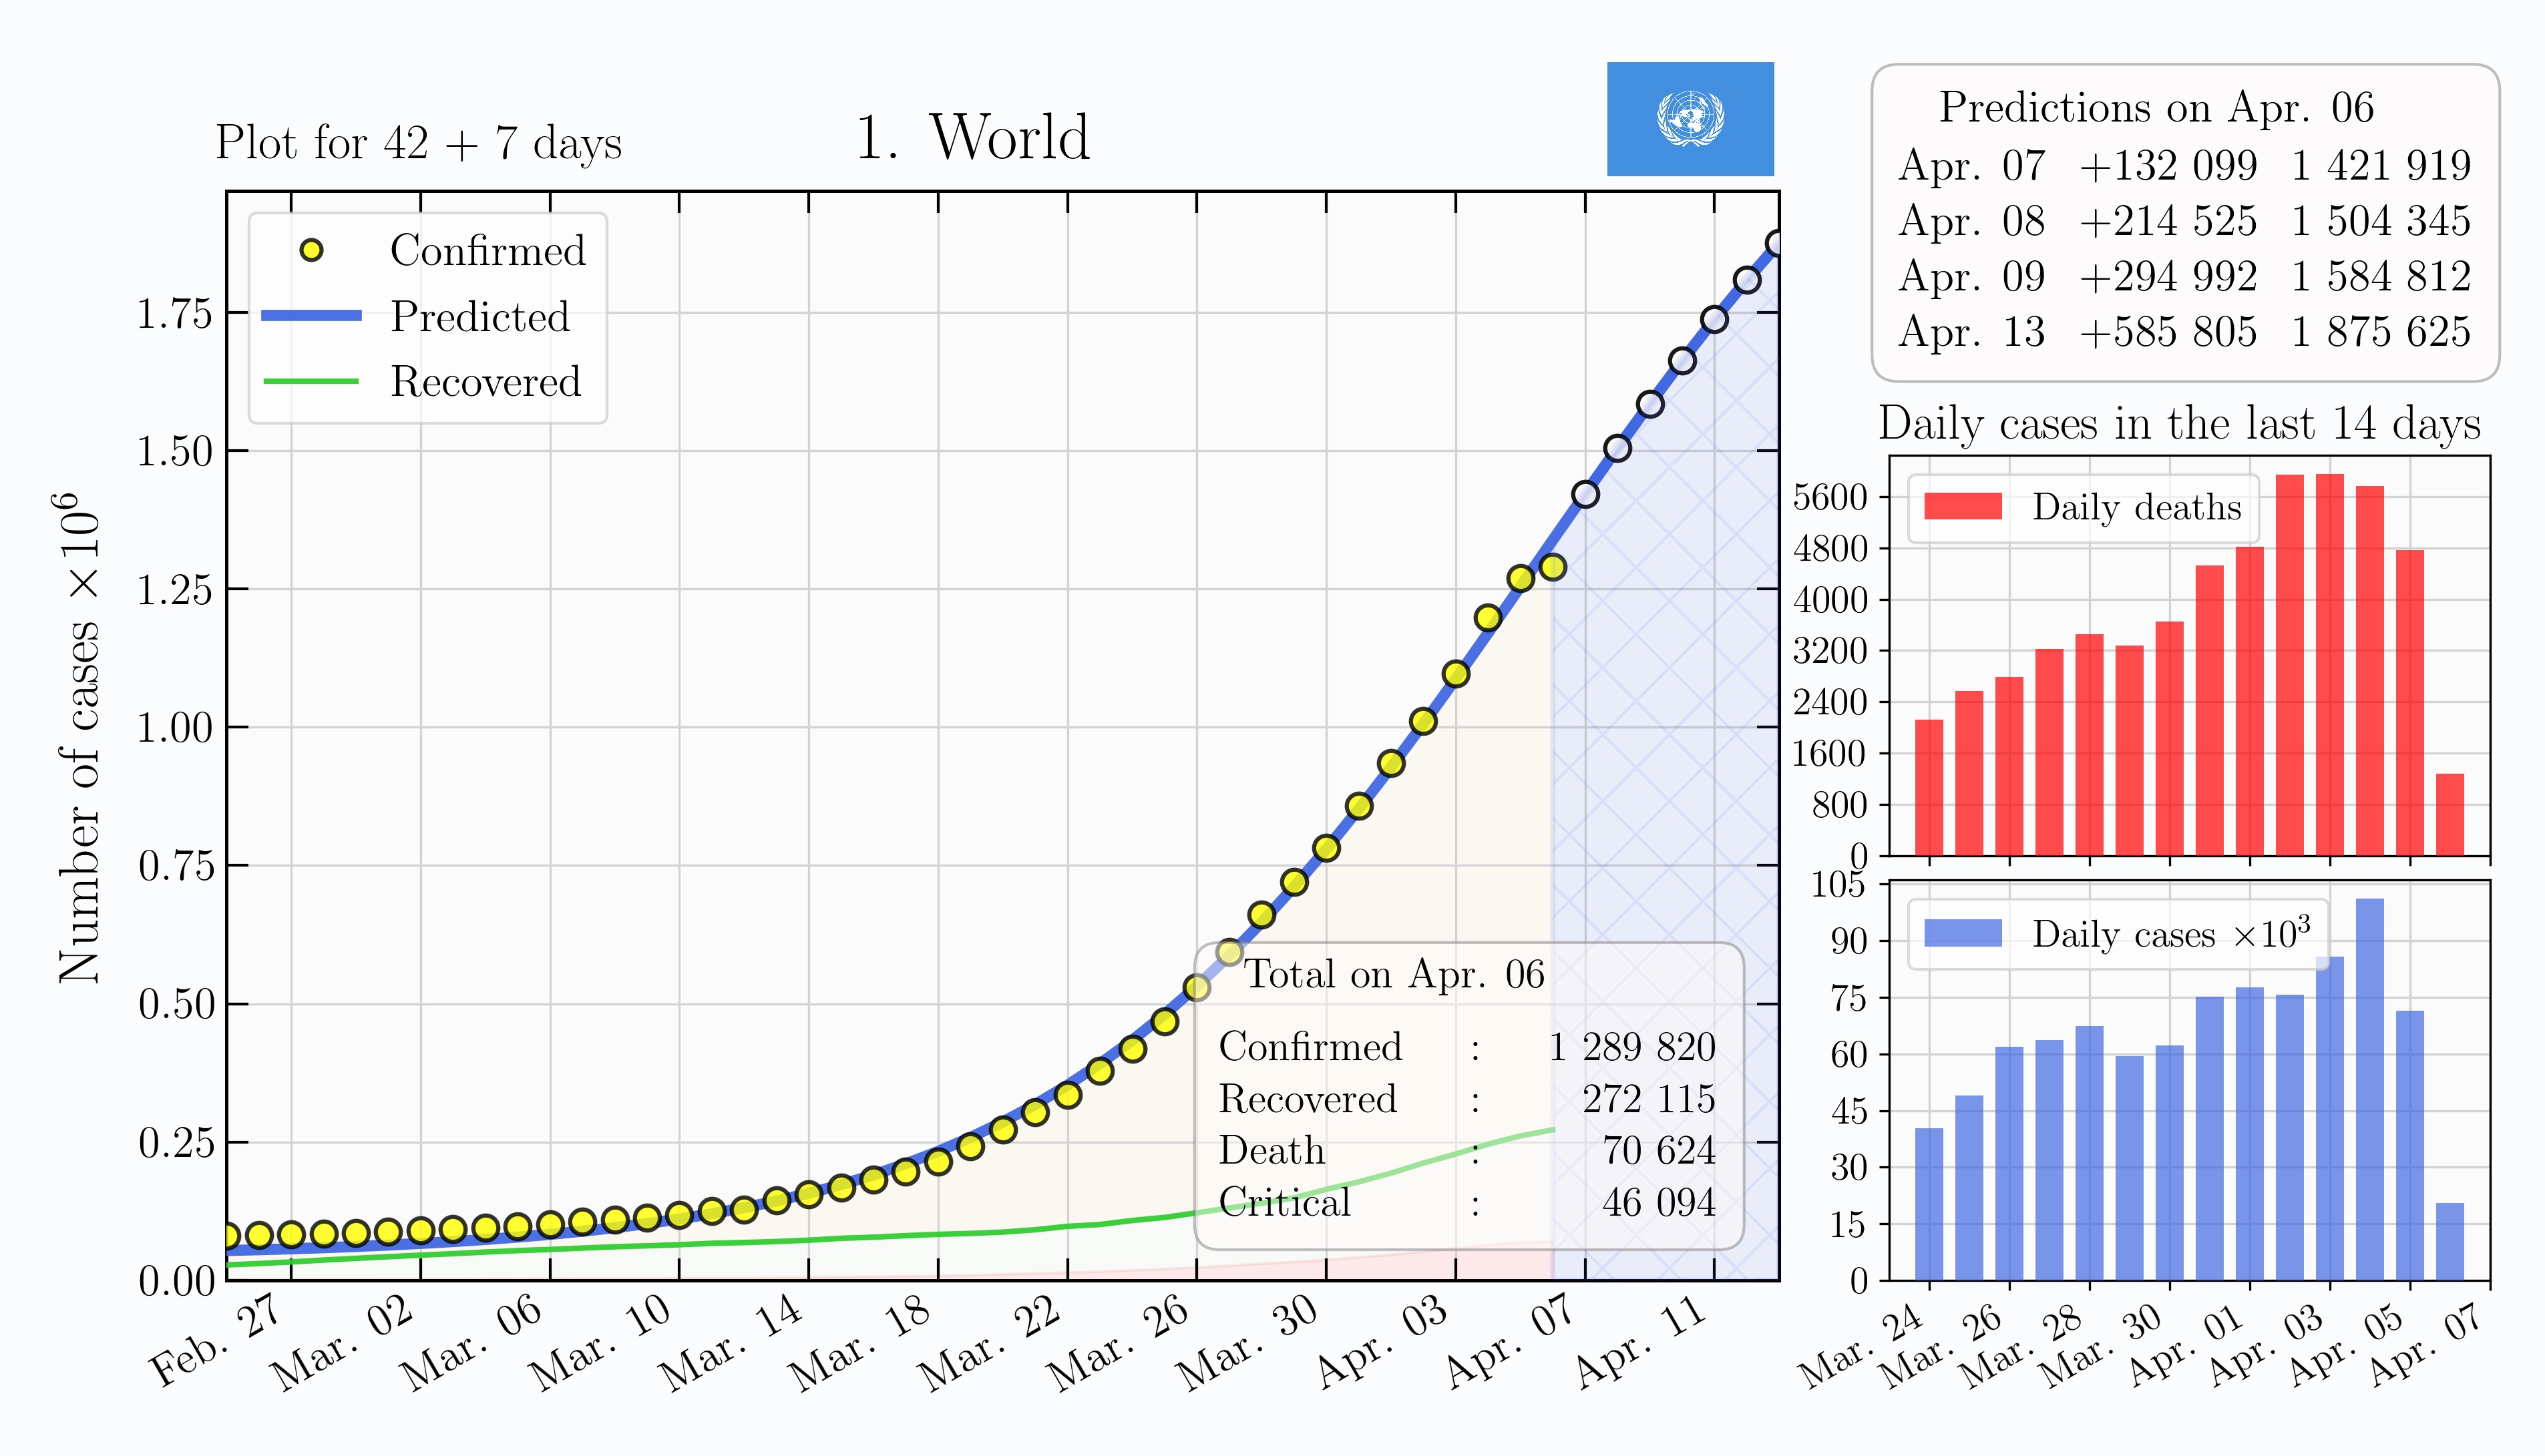 Plot for 42 + 7 days
1. World
Confirmed
Predicted
Recovered
Number of cases ×10⁶
1.75
1.50
1.25
1.00
0.75
0.50
0.25
0.00
Feb. 27
Mar. 02
Mar. 06
Mar. 10
Mar. 14
Mar. 18
Mar. 22
Mar. 26
Mar. 30
Apr. 03
Apr. 07
Apr. 11
Total on Apr. 06
Confirmed : 1 289 820
Recovered : 272 115
Death : 70 624
Critical : 46 094
Predictions on Apr. 06
Apr. 07 +132 099 1 421 919
Apr. 08 +214 525 1 504 345
Apr. 09 +294 992 1 584 812
Apr. 13 +585 805 1 875 625
Daily cases in the last 14 days
Daily deaths
5600
4800
4000
3200
2400
1600
800
0
Daily cases ×10³
105
90
75
60
45
30
15
0
Mar. 24
Mar. 26
Mar. 28
Mar. 30
Apr. 01
Apr. 03
Apr. 05
Apr. 07